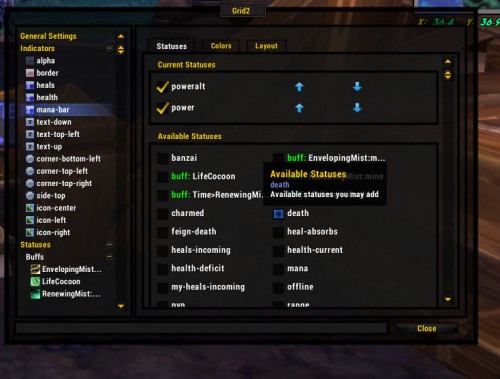 Grid2
X: 36.4 Y: 36.9
General Settings
Indicators
alpha
border
heals
health
mana-bar
text-down
text-top-left
text-up
corner-bottom-left
corner-top-left
corner-top-right
side-top
icon-center
icon-left
icon-right
Statuses
Buffs
EnvelopingMist...
LifeCocoon
RenewingMist:...
Statuses Colors Layout
Current Statuses
poweralt
power
Available Statuses
banzai
buff: EnvelopingMist:m...
buff: LifeCocoon
:mine
buff: Time>RenewingMi...
Available Statuses
death
Available statuses you may add
charmed
death
feign-death
heal-absorbs
heals-incoming
health-current
health-deficit
mana
my-heals-incoming
offline
pvp
range
Close